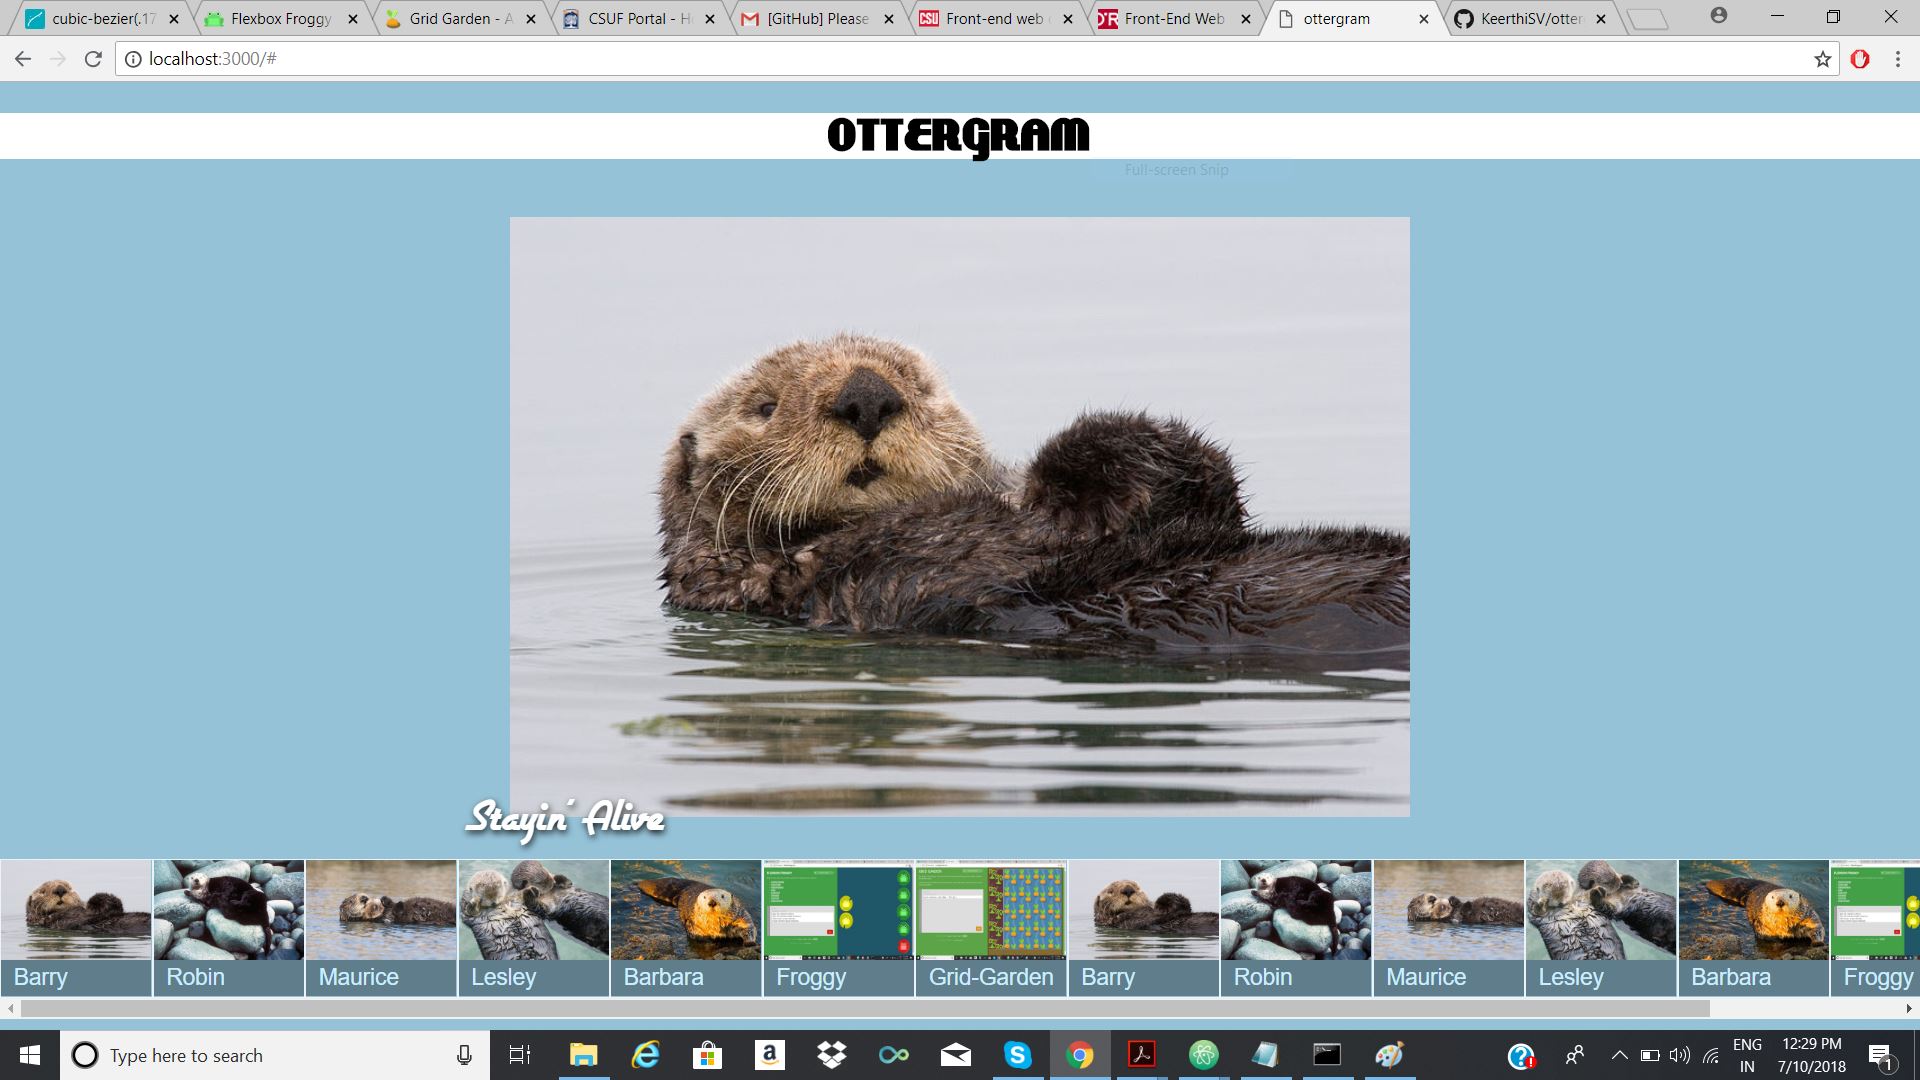 cubic-bezier(.17
Flexbox Froggy
Grid Garden - A
CSUF Portal - H
[GitHub] Please
CSU
Front-end web
Front-End Web
ottergram
KeerthiSV/otter
localhost:3000/#
OTTERGRAM
Full-screen Snip
Stayin' Alive
Barry
Robin
Maurice
Lesley
Barbara
Froggy
Grid-Garden
Barry
Robin
Maurice
Lesley
Barbara
Froggy
Type here to search
ENG
IN
12:29 PM
7/10/2018
1